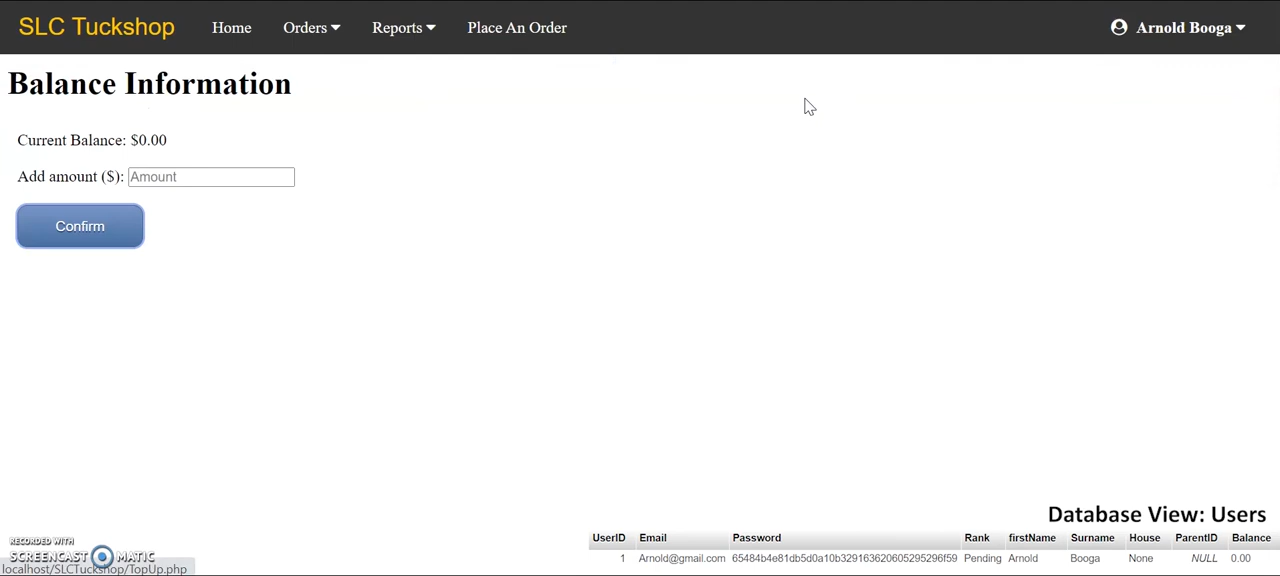 SLC Tuckshop Home Orders Reports Place An Order Arnold Booga
Balance Information
Current Balance: $0.00
Add amount ($): Amount
Confirm
Database View: Users
UserID Email Password Rank firstName Surname House ParentID Balance
1 Arnold@gmail.com 65484b4e81db5d0a10b329163620605295296f59 Pending Arnold Booga None NULL 0.00
RECORDED WITH
SCREENCAST MATIC
localhost/SLCTuckshop/TopUp.php